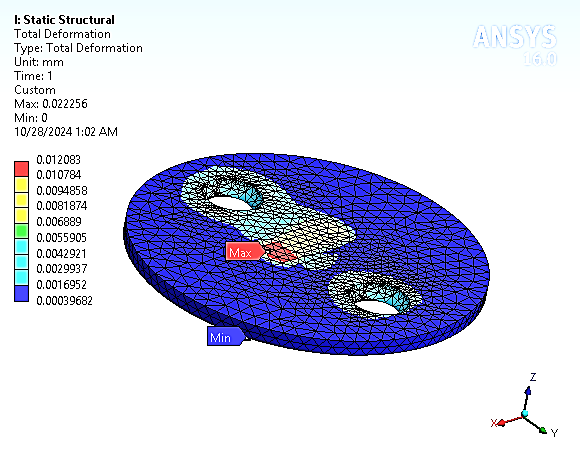 I: Static Structural
Total Deformation
Type: Total Deformation
Unit: mm
Time: 1
Custom
Max: 0.022256
Min: 0
10/28/2024 1:02 AM
ANSYS
16.0
0.012083
0.010784
0.0094858
0.0081874
0.006889
0.0055905
0.0042921
0.0029937
0.0016952
0.00039682
Max
Min
Z
X
Y